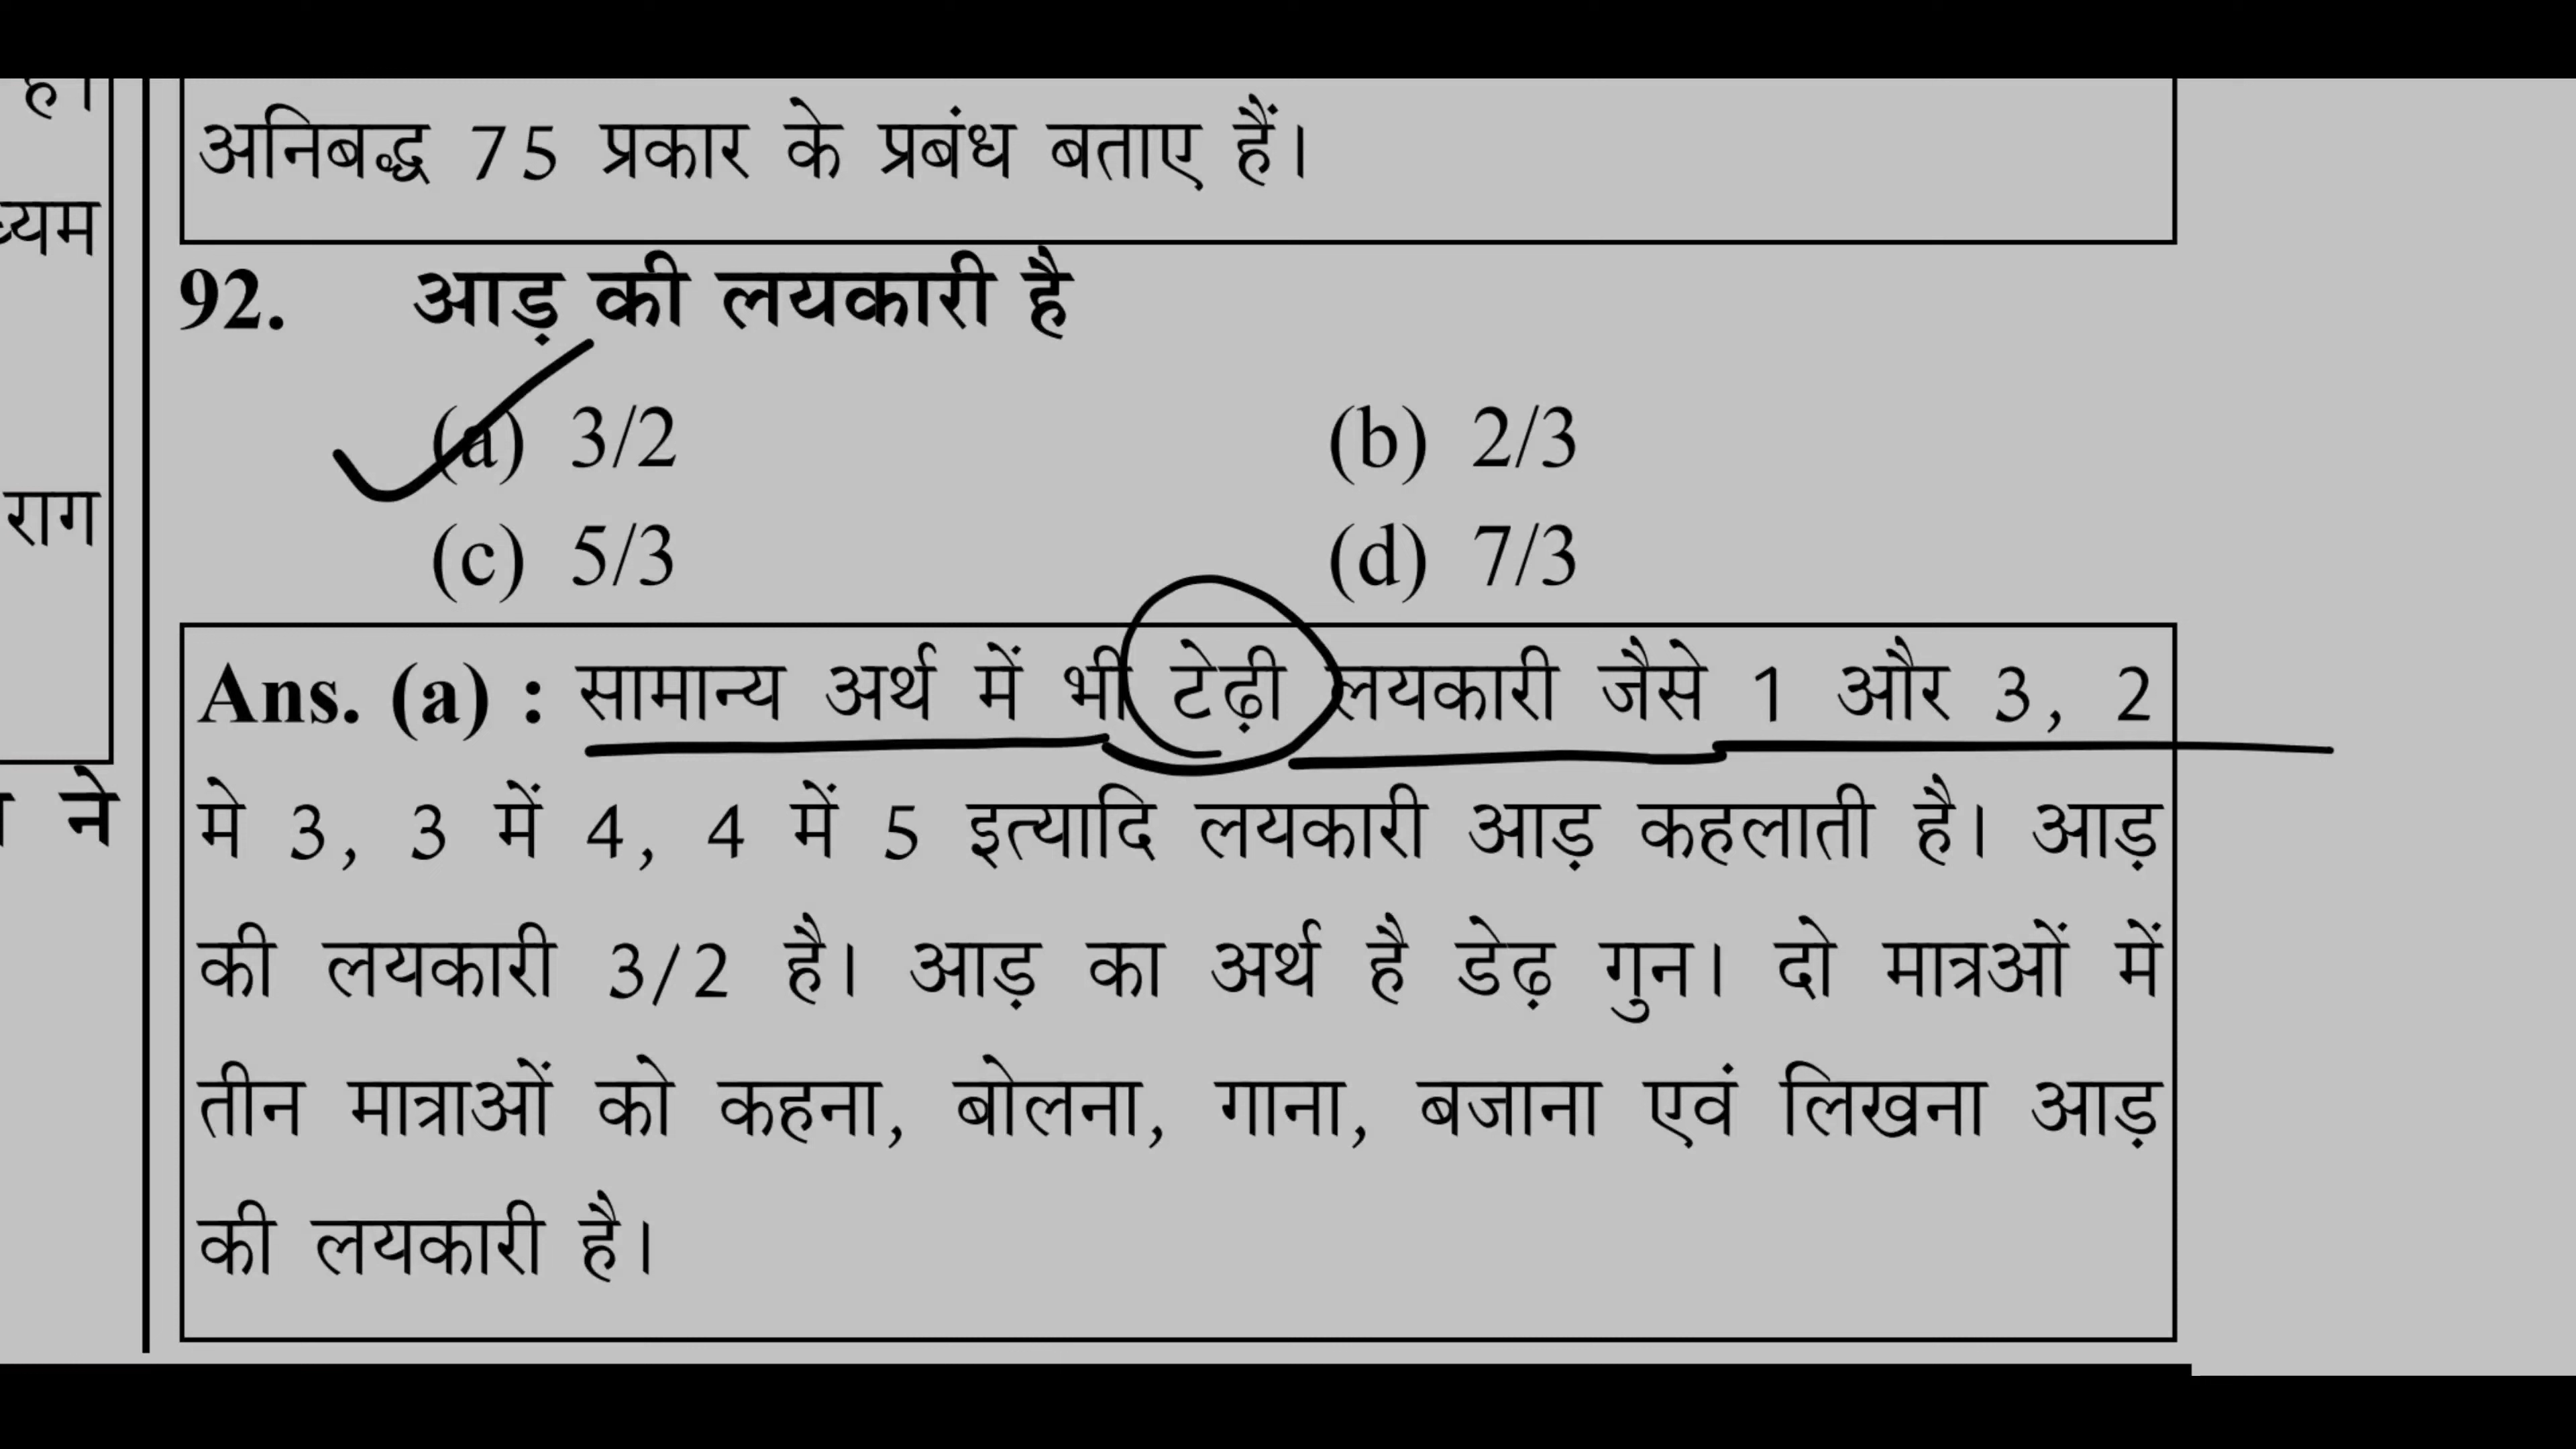 है।
अनिबद्ध 75 प्रकार के प्रबंध बताए हैं।
ध्यम
92. आड़ की लयकारी है
(a) 3/2 (b) 2/3
राग
(c) 5/3 (d) 7/3
Ans. (a) : सामान्य अर्थ में भी टेढ़ी लयकारी जैसे 1 और 3, 2
ने
मे 3, 3 में 4, 4 में 5 इत्यादि लयकारी आड़ कहलाती है। आड़
की लयकारी 3/2 है। आड़ का अर्थ है डेढ़ गुन। दो मात्रओं में
तीन मात्राओं को कहना, बोलना, गाना, बजाना एवं लिखना आड़
की लयकारी है।